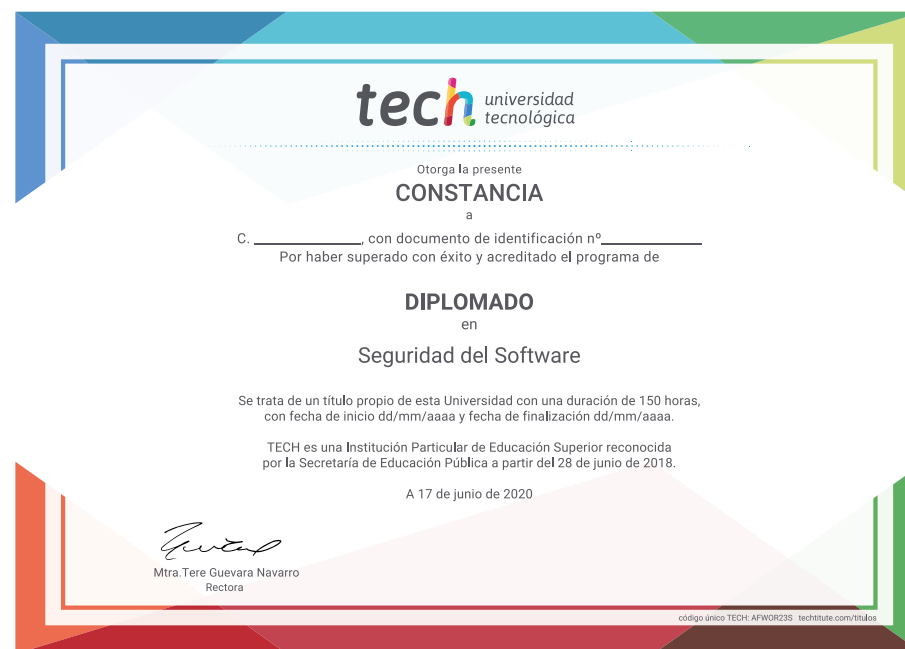 tech universidad
tecnológica
Otorga la presente
CONSTANCIA
a
C. ______________, con documento de identificación nº_____________
Por haber superado con éxito y acreditado el programa de
DIPLOMADO
en
Seguridad del Software
Se trata de un título propio de esta Universidad con una duración de 150 horas,
con fecha de inicio dd/mm/aaaa y fecha de finalización dd/mm/aaaa.
TECH es una Institución Particular de Educación Superior reconocida
por la Secretaría de Educación Pública a partir del 28 de junio de 2018.
A 17 de junio de 2020
Mtra.Tere Guevara Navarro
Rectora
código único TECH: AFWOR23S techtitute.com/titulos